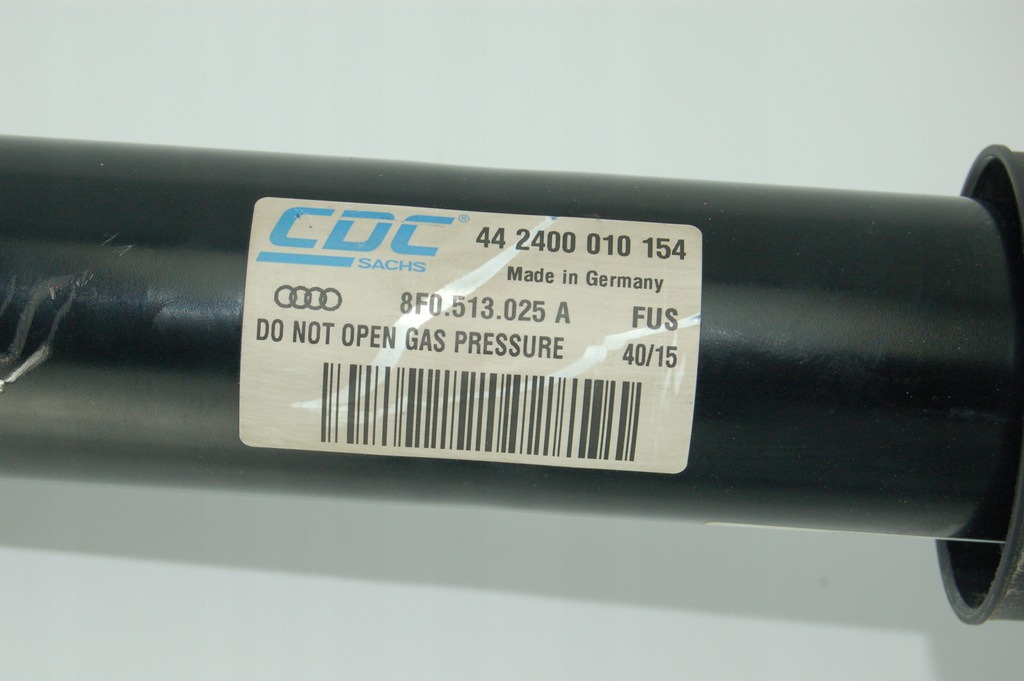 CDC® 44 2400 010 154
SACHS
Made in Germany
8F0.513.025 A FUS
DO NOT OPEN GAS PRESSURE 40/15